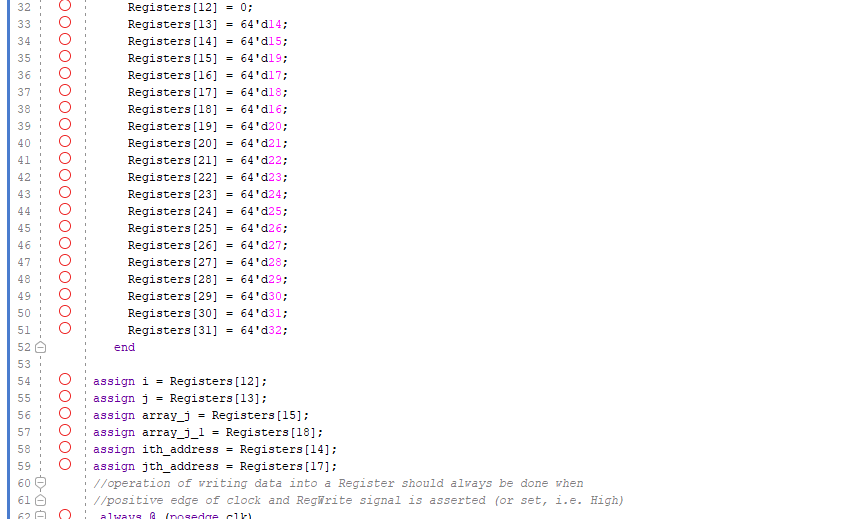 32 Registers[12] = 0;
33 Registers[13] = 64'd14;
34 Registers[14] = 64'd15;
35 Registers[15] = 64'd19;
36 Registers[16] = 64'd17;
37 Registers[17] = 64'd18;
38 Registers[18] = 64'd16;
39 Registers[19] = 64'd20;
40 Registers[20] = 64'd21;
41 Registers[21] = 64'd22;
42 Registers[22] = 64'd23;
43 Registers[23] = 64'd24;
44 Registers[24] = 64'd25;
45 Registers[25] = 64'd26;
46 Registers[26] = 64'd27;
47 Registers[27] = 64'd28;
48 Registers[28] = 64'd29;
49 Registers[29] = 64'd30;
50 Registers[30] = 64'd31;
51 Registers[31] = 64'd32;
52 end
53
54 assign i = Registers[12];
55 assign j = Registers[13];
56 assign array_j = Registers[15];
57 assign array_j_1 = Registers[18];
58 assign ith_address = Registers[14];
59 assign jth_address = Registers[17];
60 //operation of writing data into a Register should always be done when
61 //positive edge of clock and RegWrite signal is asserted (or set, i.e. High)
62 always @ (posedge clk)